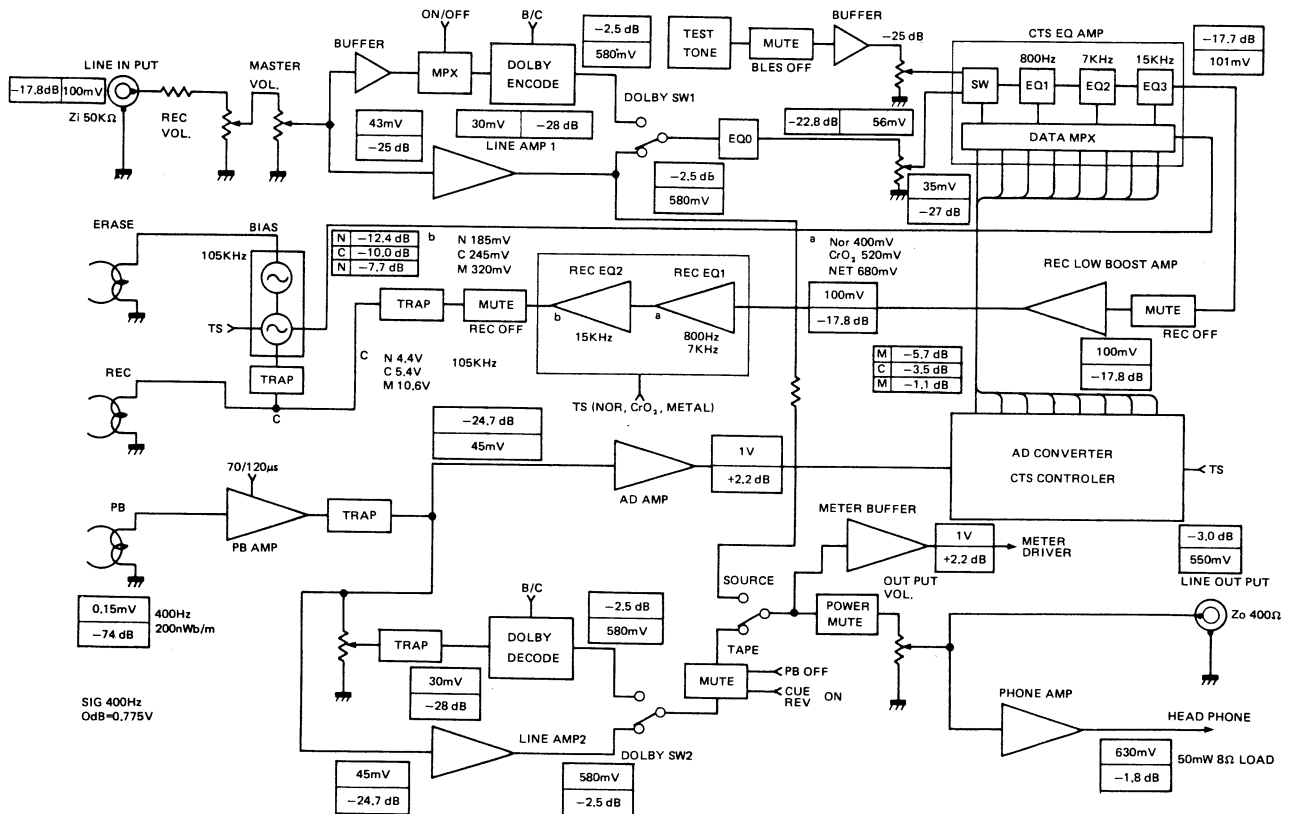 ON/OFF
B/C
-2.5 dB
580mV
BUFFER
MPX
DOLBY
ENCODE
TEST
TONE
MUTE
BLES OFF
BUFFER
-25 dB
CTS EQ AMP
800Hz
7KHz
15KHz
SW
EQ1
EQ2
EQ3
DATA MPX
-17.7 dB
101mV
LINE IN PUT
-17,8dB
100mV
Zi 50KΩ
REC
VOL.
MASTER
VOL.
43mV
-25 dB
30mV
-28 dB
LINE AMP 1
DOLBY SW1
EQ0
-2.5 dB
580mV
-22.8 dB
56mV
35mV
-27 dB
ERASE
BIAS
105KHz
N -12.4 dB
C -10.0 dB
N -7.7 dB
b
N 185mV
C 245mV
M 320mV
a
Nor 400mV
CrO₂ 520mV
NET 680mV
REC EQ2
REC EQ1
b
a
15KHz
800Hz
7KHz
TRAP
MUTE
REC OFF
100mV
-17.8 dB
REC LOW BOOST AMP
MUTE
REC OFF
100mV
-17.8 dB
TS
TRAP
C
C
N 4.4V
C 5.4V
M 10.6V
105KHz
TS (NOR, CrO₂, METAL)
M -5.7 dB
C -3.5 dB
M -1.1 dB
REC
-24.7 dB
45mV
AD AMP
1V
+2.2 dB
AD CONVERTER
CTS CONTROLER
TS
70/120μs
PB
PB AMP
TRAP
0.15mV
-74 dB
400Hz
200nWb/m
METER BUFFER
1V
+2.2 dB
METER
DRIVER
-3.0 dB
550mV
LINE OUT PUT
Zo 400Ω
SOURCE
TAPE
POWER
MUTE
OUT PUT
VOL.
B/C
TRAP
DOLBY
DECODE
-2.5 dB
580mV
30mV
-28 dB
MUTE
PB OFF
CUE
REV
ON
SIG 400Hz
OdB=0.775V
LINE AMP2
DOLBY SW2
45mV
-24.7 dB
580mV
-2.5 dB
PHONE AMP
HEAD PHONE
630mV
-1.8 dB
50mW 8Ω LOAD